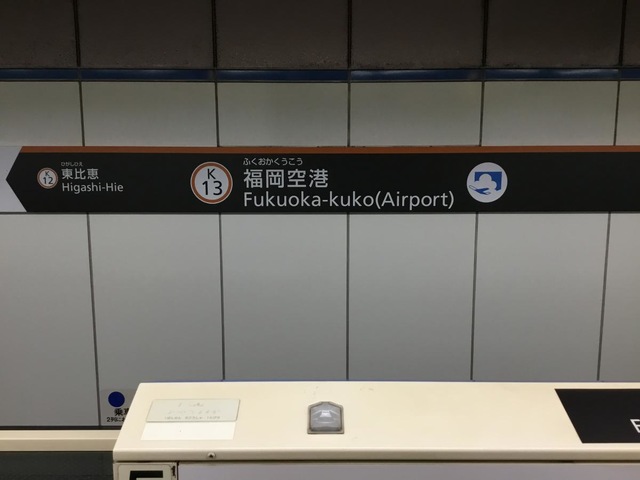 ひがしひえ
K
12
東比恵
Higashi-Hie
ふくおかくうこう
K
13
福岡空港
Fukuoka-kuko(Airport)